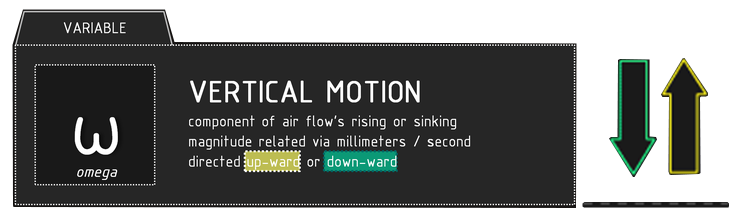 VARIABLE
ω
omega
VERTICAL MOTION
component of air flow's rising or sinking
magnitude related via millimeters / second
directed up-ward or down-ward